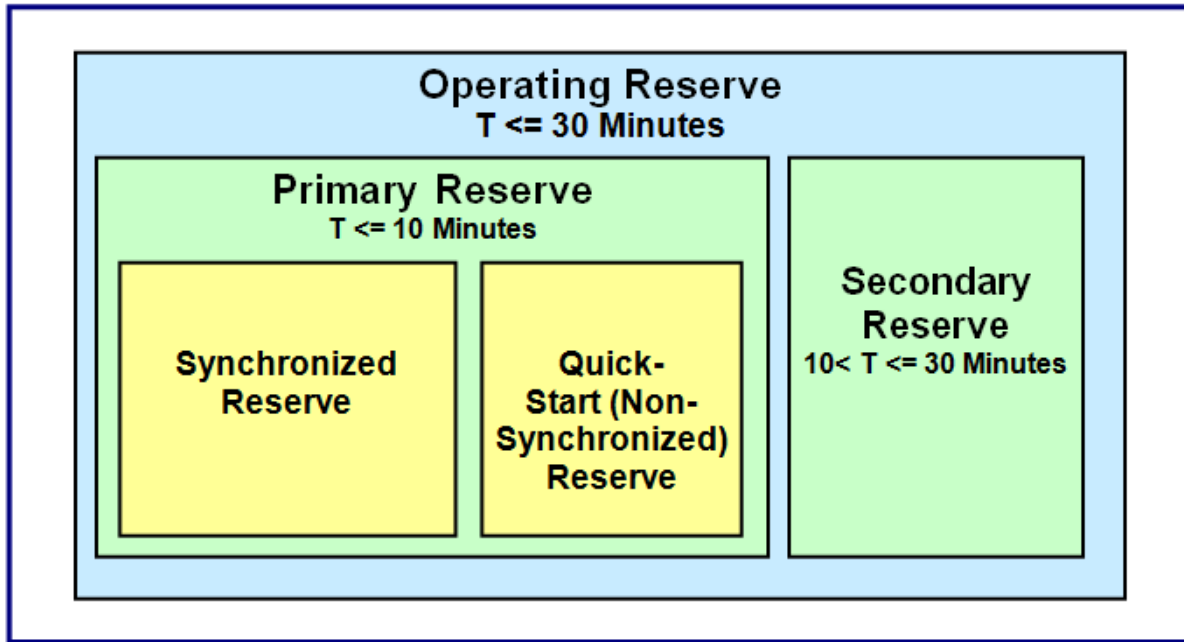 Operating Reserve
T <= 30 Minutes
Primary Reserve
T <= 10 Minutes
Synchronized
Reserve
Quick-
Start (Non-
Synchronized)
Reserve
Secondary
Reserve
10< T <= 30 Minutes